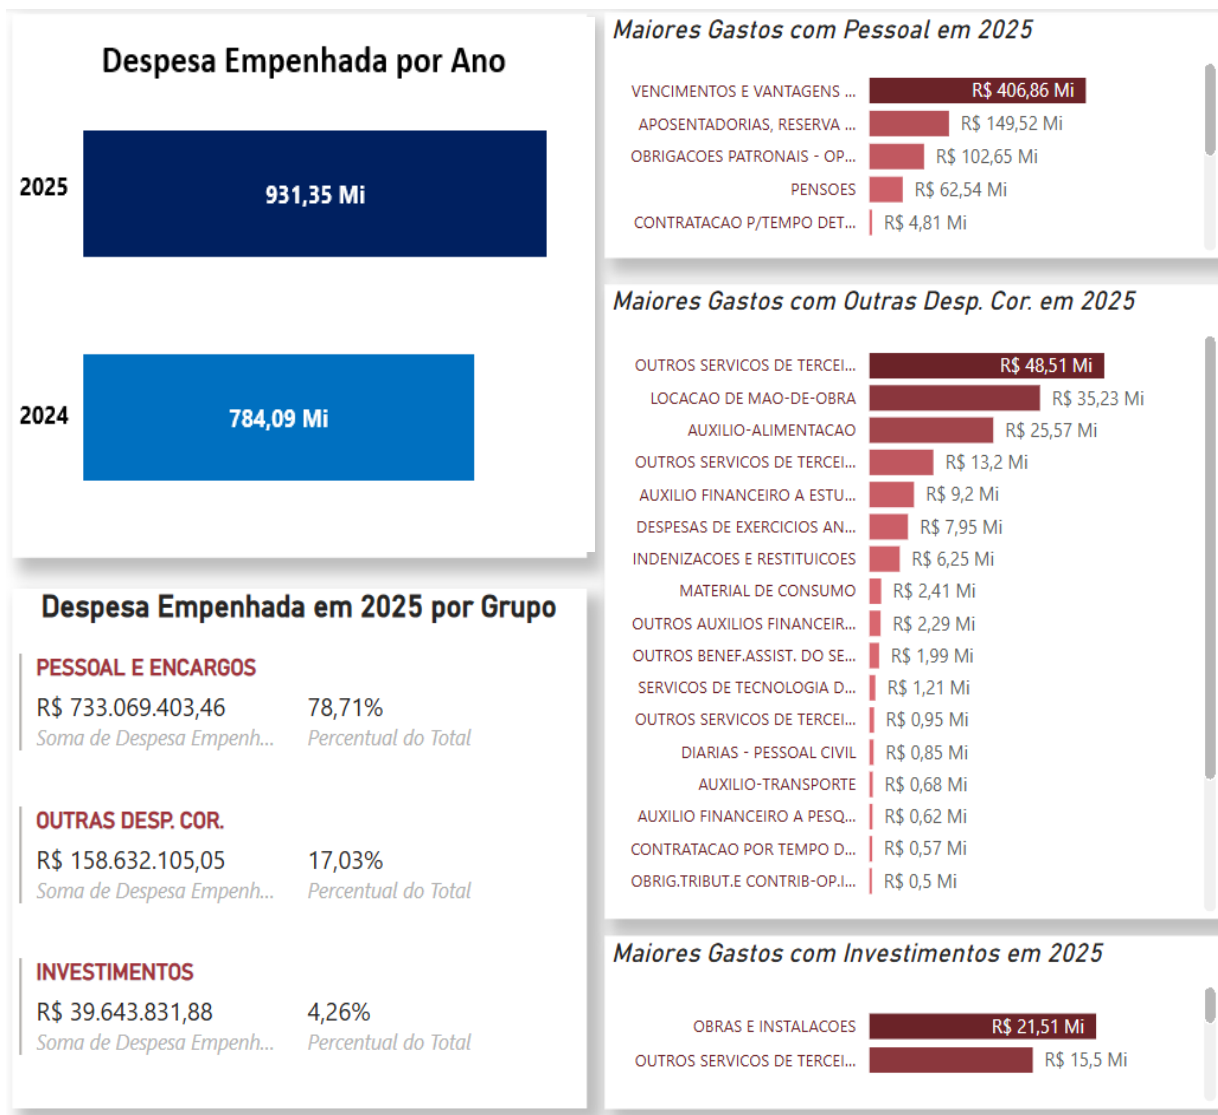 Despesa Empenhada por Ano
2025
931,35 Mi
2024
784,09 Mi
Despesa Empenhada em 2025 por Grupo
PESSOAL E ENCARGOS
R$ 733.069.403,46 78,71%
Soma de Despesa Empenh... Percentual do Total
OUTRAS DESP. COR.
R$ 158.632.105,05 17,03%
Soma de Despesa Empenh... Percentual do Total
INVESTIMENTOS
R$ 39.643.831,88 4,26%
Soma de Despesa Empenh... Percentual do Total
Maiores Gastos com Pessoal em 2025
VENCIMENTOS E VANTAGENS ... R$ 406,86 Mi
APOSENTADORIAS, RESERVA ... R$ 149,52 Mi
OBRIGACOES PATRONAIS - OP... R$ 102,65 Mi
PENSOES R$ 62,54 Mi
CONTRATACAO P/TEMPO DET... R$ 4,81 Mi
Maiores Gastos com Outras Desp. Cor. em 2025
OUTROS SERVICOS DE TERCEI... R$ 48,51 Mi
LOCACAO DE MAO-DE-OBRA R$ 35,23 Mi
AUXILIO-ALIMENTACAO R$ 25,57 Mi
OUTROS SERVICOS DE TERCEI... R$ 13,2 Mi
AUXILIO FINANCEIRO A ESTU... R$ 9,2 Mi
DESPESAS DE EXERCICIOS AN... R$ 7,95 Mi
INDENIZACOES E RESTITUICOES R$ 6,25 Mi
MATERIAL DE CONSUMO R$ 2,41 Mi
OUTROS AUXILIOS FINANCEIR... R$ 2,29 Mi
OUTROS BENEF.ASSIST. DO SE... R$ 1,99 Mi
SERVICOS DE TECNOLOGIA D... R$ 1,21 Mi
OUTROS SERVICOS DE TERCEI... R$ 0,95 Mi
DIARIAS - PESSOAL CIVIL R$ 0,85 Mi
AUXILIO-TRANSPORTE R$ 0,68 Mi
AUXILIO FINANCEIRO A PESQ... R$ 0,62 Mi
CONTRATACAO POR TEMPO D... R$ 0,57 Mi
OBRIG.TRIBUT.E CONTRIB-OP.I... R$ 0,5 Mi
Maiores Gastos com Investimentos em 2025
OBRAS E INSTALACOES R$ 21,51 Mi
OUTROS SERVICOS DE TERCEI... R$ 15,5 Mi